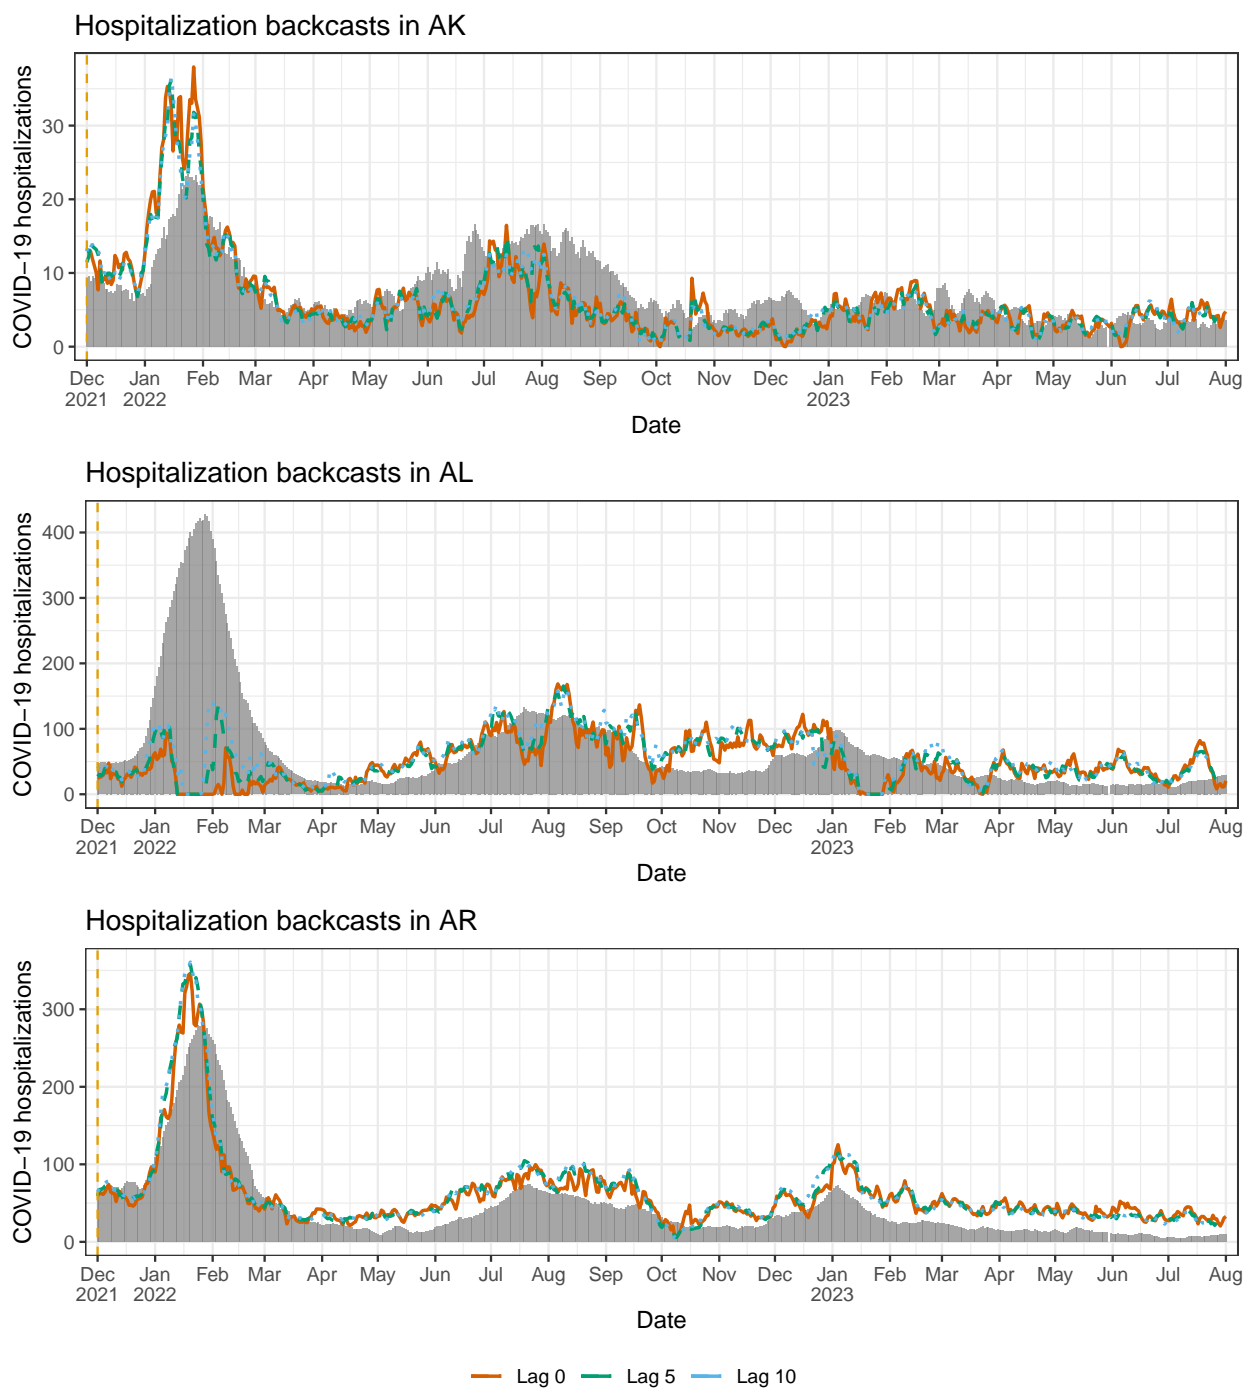 Hospitalization backcasts in AK
COVID−19 hospitalizations
30
20
10
0
Dec Jan Feb Mar Apr May Jun Jul Aug Sep Oct Nov Dec Jan Feb Mar Apr May Jun Jul Aug
2021 2022 2023
Date
Hospitalization backcasts in AL
COVID−19 hospitalizations
400
300
200
100
0
Dec Jan Feb Mar Apr May Jun Jul Aug Sep Oct Nov Dec Jan Feb Mar Apr May Jun Jul Aug
2021 2022 2023
Date
Hospitalization backcasts in AR
COVID−19 hospitalizations
300
200
100
0
Dec Jan Feb Mar Apr May Jun Jul Aug Sep Oct Nov Dec Jan Feb Mar Apr May Jun Jul Aug
2021 2022 2023
Date
Lag 0 Lag 5 Lag 10